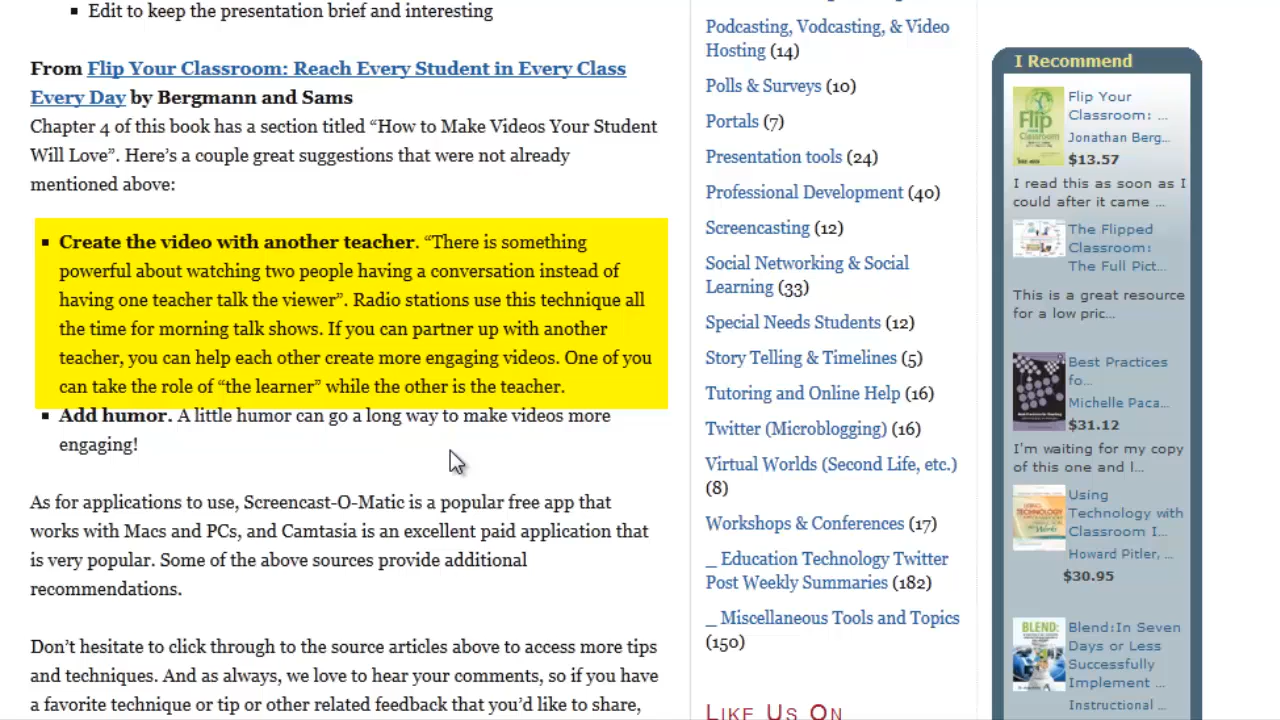 ▪ Edit to keep the presentation brief and interesting
From Flip Your Classroom: Reach Every Student in Every Class
Every Day by Bergmann and Sams
Chapter 4 of this book has a section titled “How to Make Videos Your Student
Will Love”. Here’s a couple great suggestions that were not already
mentioned above:
▪ Create the video with another teacher. “There is something
powerful about watching two people having a conversation instead of
having one teacher talk the viewer”. Radio stations use this technique all
the time for morning talk shows. If you can partner up with another
teacher, you can help each other create more engaging videos. One of you
can take the role of “the learner” while the other is the teacher.
▪ Add humor. A little humor can go a long way to make videos more
engaging!
As for applications to use, Screencast-O-Matic is a popular free app that
works with Macs and PCs, and Camtasia is an excellent paid application that
is very popular. Some of the above sources provide additional
recommendations.
Don’t hesitate to click through to the source articles above to access more tips
and techniques. And as always, we love to hear your comments, so if you have
a favorite technique or tip or other related feedback that you’d like to share,
Podcasting, Vodcasting, & Video
Hosting (14)
Polls & Surveys (10)
Portals (7)
Presentation tools (24)
Professional Development (40)
Screencasting (12)
Social Networking & Social
Learning (33)
Special Needs Students (12)
Story Telling & Timelines (5)
Tutoring and Online Help (16)
Twitter (Microblogging) (16)
Virtual Worlds (Second Life, etc.)
(8)
Workshops & Conferences (17)
_ Education Technology Twitter
Post Weekly Summaries (182)
_ Miscellaneous Tools and Topics
(150)
Like Us On
I Recommend
Flip
Classroom
Flip Your
Classroom: ...
Jonathan Berg...
$13.57
I read this as soon as I
could after it came ...
The Flipped
Classroom:
The Full Pict...
This is a great resource
for a low pric...
Best Practices
fo...
Michelle Paca...
$31.12
I'm waiting for my copy
of this one and I...
TECHNOLOGY
Using
Technology with
Classroom I...
Howard Pitler, ...
$30.95
BLEND:
Blend:In Seven
Days or Less
Successfully
Implement ...
Instructional ...